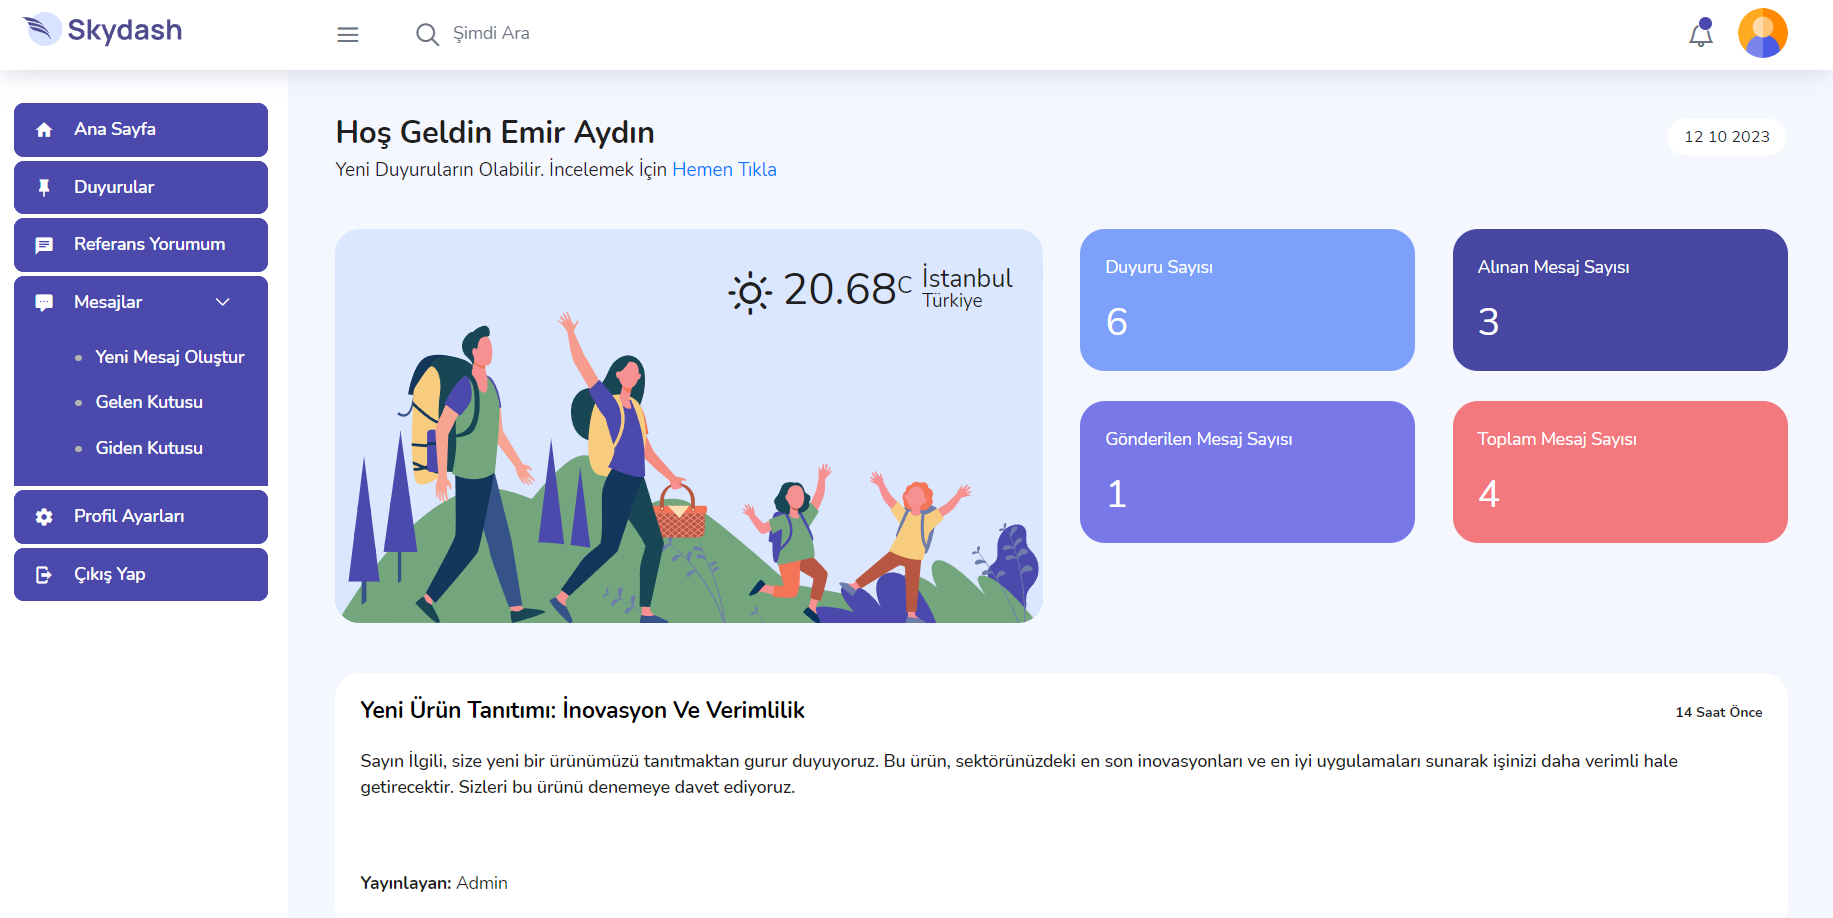 Skydash
Şimdi Ara
Ana Sayfa
Duyurular
Referans Yorumum
Mesajlar
Yeni Mesaj Oluştur
Gelen Kutusu
Giden Kutusu
Profil Ayarları
Çıkış Yap
Hoş Geldin Emir Aydın
12 10 2023
Yeni Duyuruların Olabilir. İncelemek İçin Hemen Tıkla
20.68C
İstanbul
Türkiye
Duyuru Sayısı
6
Alınan Mesaj Sayısı
3
Gönderilen Mesaj Sayısı
1
Toplam Mesaj Sayısı
4
Yeni Ürün Tanıtımı: İnovasyon Ve Verimlilik
14 Saat Önce
Sayın İlgili, size yeni bir ürünümüzü tanıtmaktan gurur duyuyoruz. Bu ürün, sektörünüzdeki en son inovasyonları ve en iyi uygulamaları sunarak işinizi daha verimli hale
getirecektir. Sizleri bu ürünü denemeye davet ediyoruz.
Yayınlayan: Admin